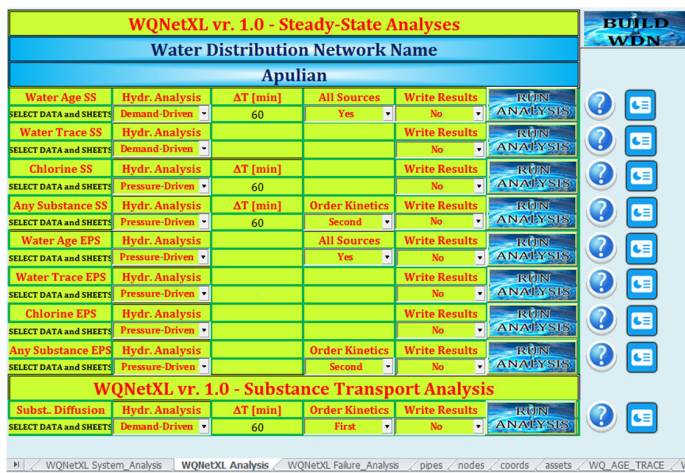 WQNetXL vr. 1.0 - Steady-State Analyses
BUILD WDN
Water Distribution Network Name
Apulian
Water Age SS Hydr. Analysis ΔT [min] All Sources Write Results RUN
SELECT DATA and SHEETS Demand-Driven 60 Yes No ANALYSIS
Water Trace SS Hydr. Analysis Write Results RUN
SELECT DATA and SHEETS Demand-Driven No ANALYSIS
Chlorine SS Hydr. Analysis ΔT [min] Write Results RUN
SELECT DATA and SHEETS Pressure-Driven 60 No ANALYSIS
Any Substance SS Hydr. Analysis ΔT [min] Order Kinetics Write Results RUN
SELECT DATA and SHEETS Pressure-Driven 60 Second No ANALYSIS
Water Age EPS Hydr. Analysis All Sources Write Results RUN
SELECT DATA and SHEETS Pressure-Driven Yes No ANALYSIS
Water Trace EPS Hydr. Analysis Write Results RUN
SELECT DATA and SHEETS Pressure-Driven No ANALYSIS
Chlorine EPS Hydr. Analysis Write Results RUN
SELECT DATA and SHEETS Pressure-Driven No ANALYSIS
Any Substance EPS Hydr. Analysis Order Kinetics Write Results RUN
SELECT DATA and SHEETS Pressure-Driven Second No ANALYSIS
WQNetXL vr. 1.0 - Substance Transport Analysis
Subst. Diffusion Hydr. Analysis ΔT [min] Order Kinetics Write Results RUN
SELECT DATA and SHEETS Demand-Driven 60 First No ANALYSIS
WQNetXL System_Analysis WQNetXL Analysis WQNetXL Failure_Analysis pipes nodes coords assets WQ_AGE_TRACE